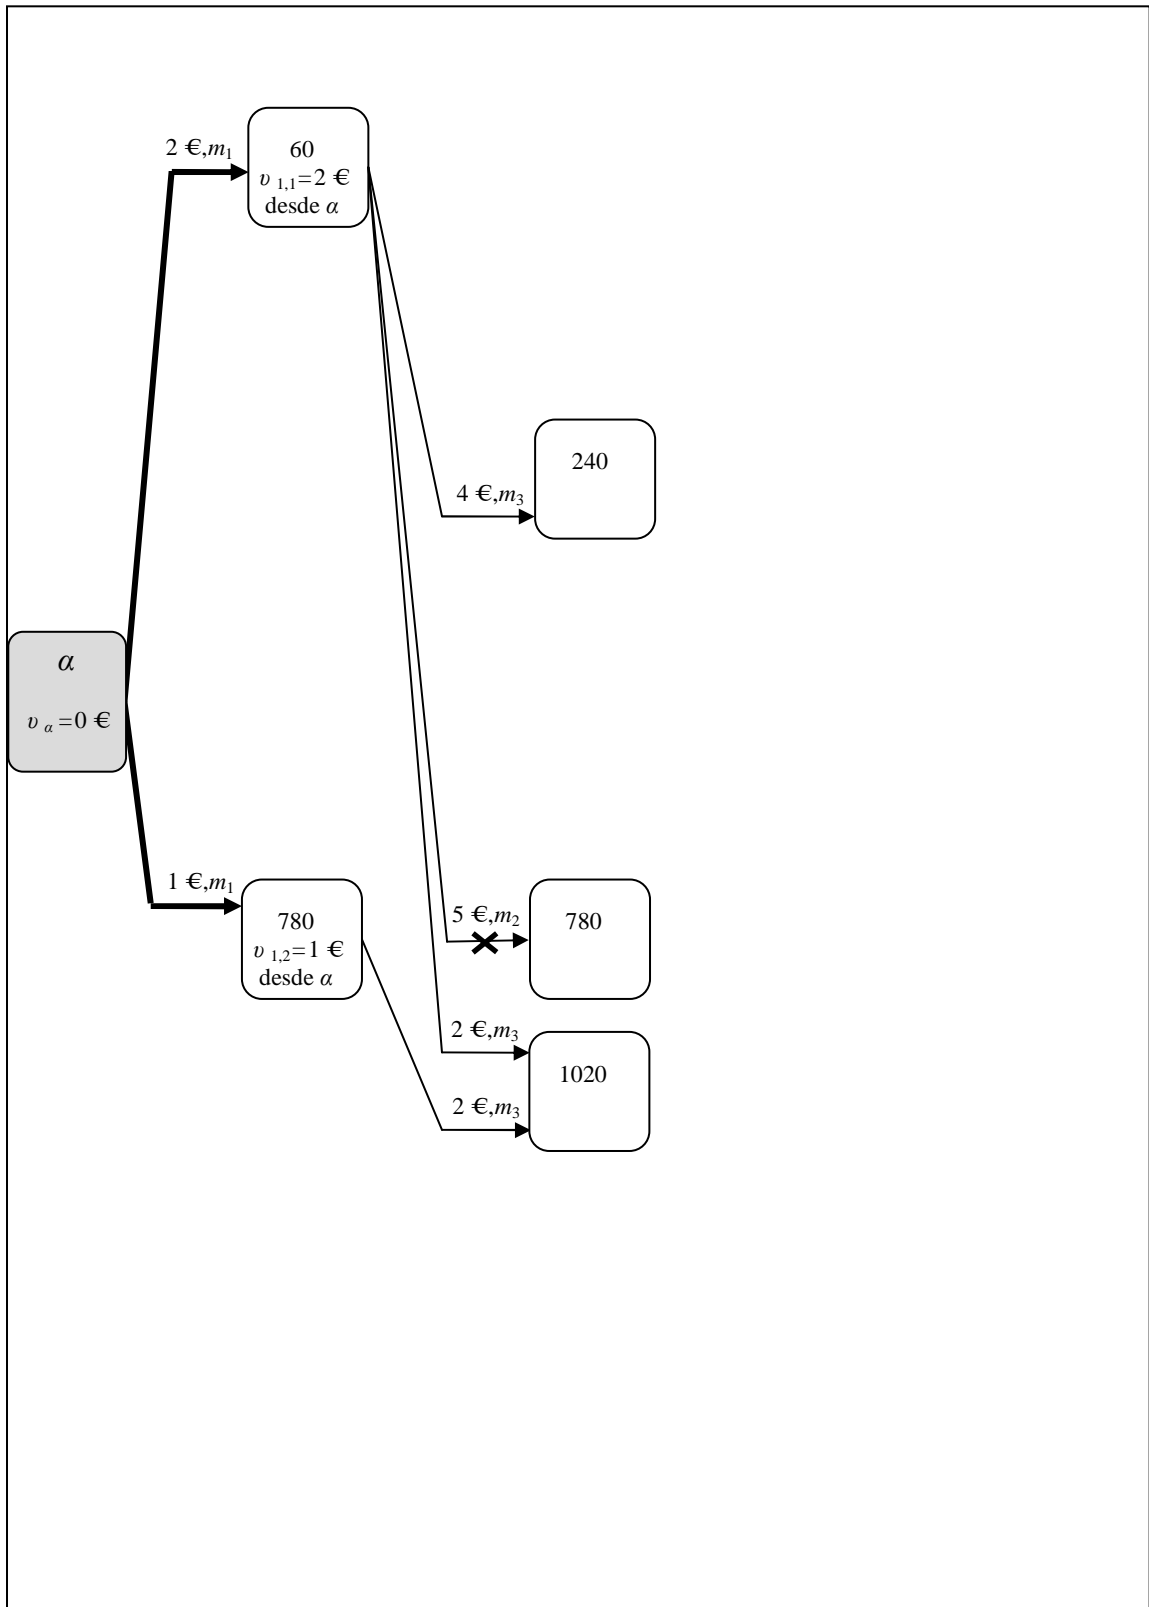 2 €,m₁
60
υ ₁,₁=2 €
desde α
240
4 €,m₃
α
υ α =0 €
1 €,m₁
780
υ ₁,₂=1 €
desde α
5 €,m₂
780
2 €,m₃
1020
2 €,m₃